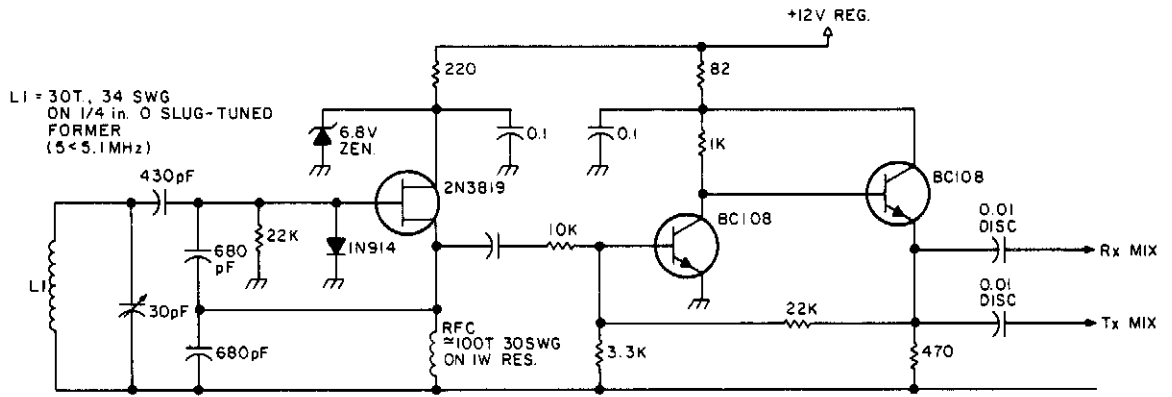 +12V REG.
220
82
L1 = 30T., 34 SWG
ON 1/4 in. O SLUG-TUNED
FORMER
(5<5.1MHz)
6.8V
ZEN.
0.1
0.1
1K
430pF
2N3819
BC108
BC108
22K
1N914
680
pF
10K
0.01
DISC
Rx MIX
L1
30pF
0.01
DISC
22K
Tx MIX
680pF
RFC
≃100T 30SWG
ON 1W RES.
3.3K
470